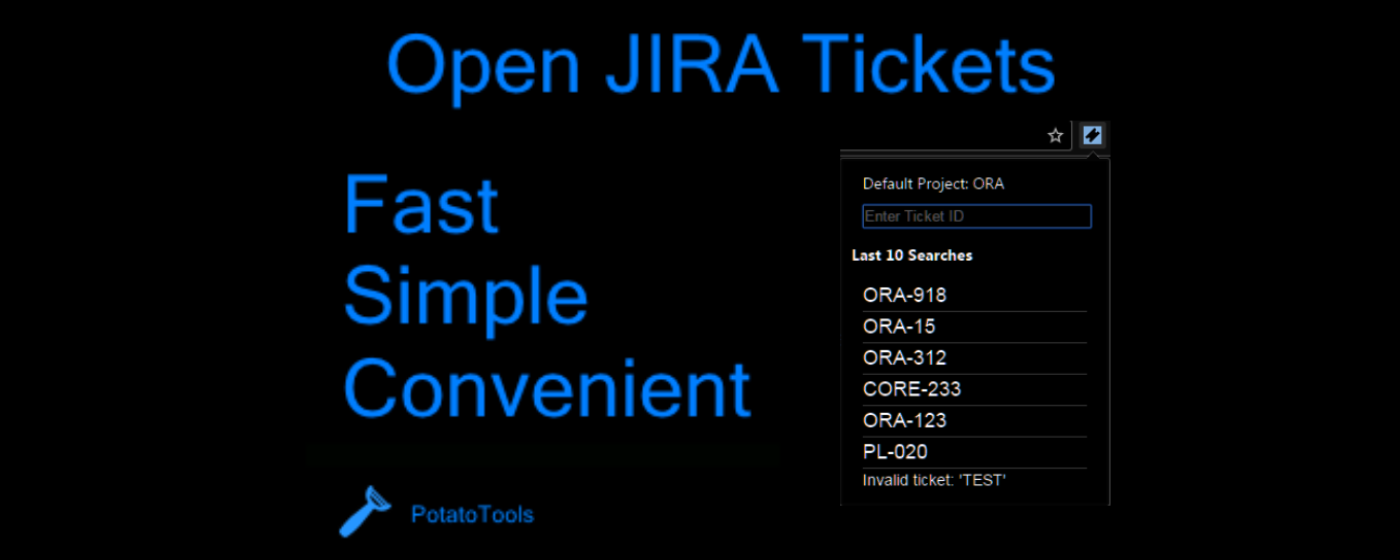 Open JIRA Tickets
Fast
Simple
Convenient
PotatoTools
Default Project: ORA
Enter Ticket ID
Last 10 Searches
ORA-918
ORA-15
ORA-312
CORE-233
ORA-123
PL-020
Invalid ticket: 'TEST'